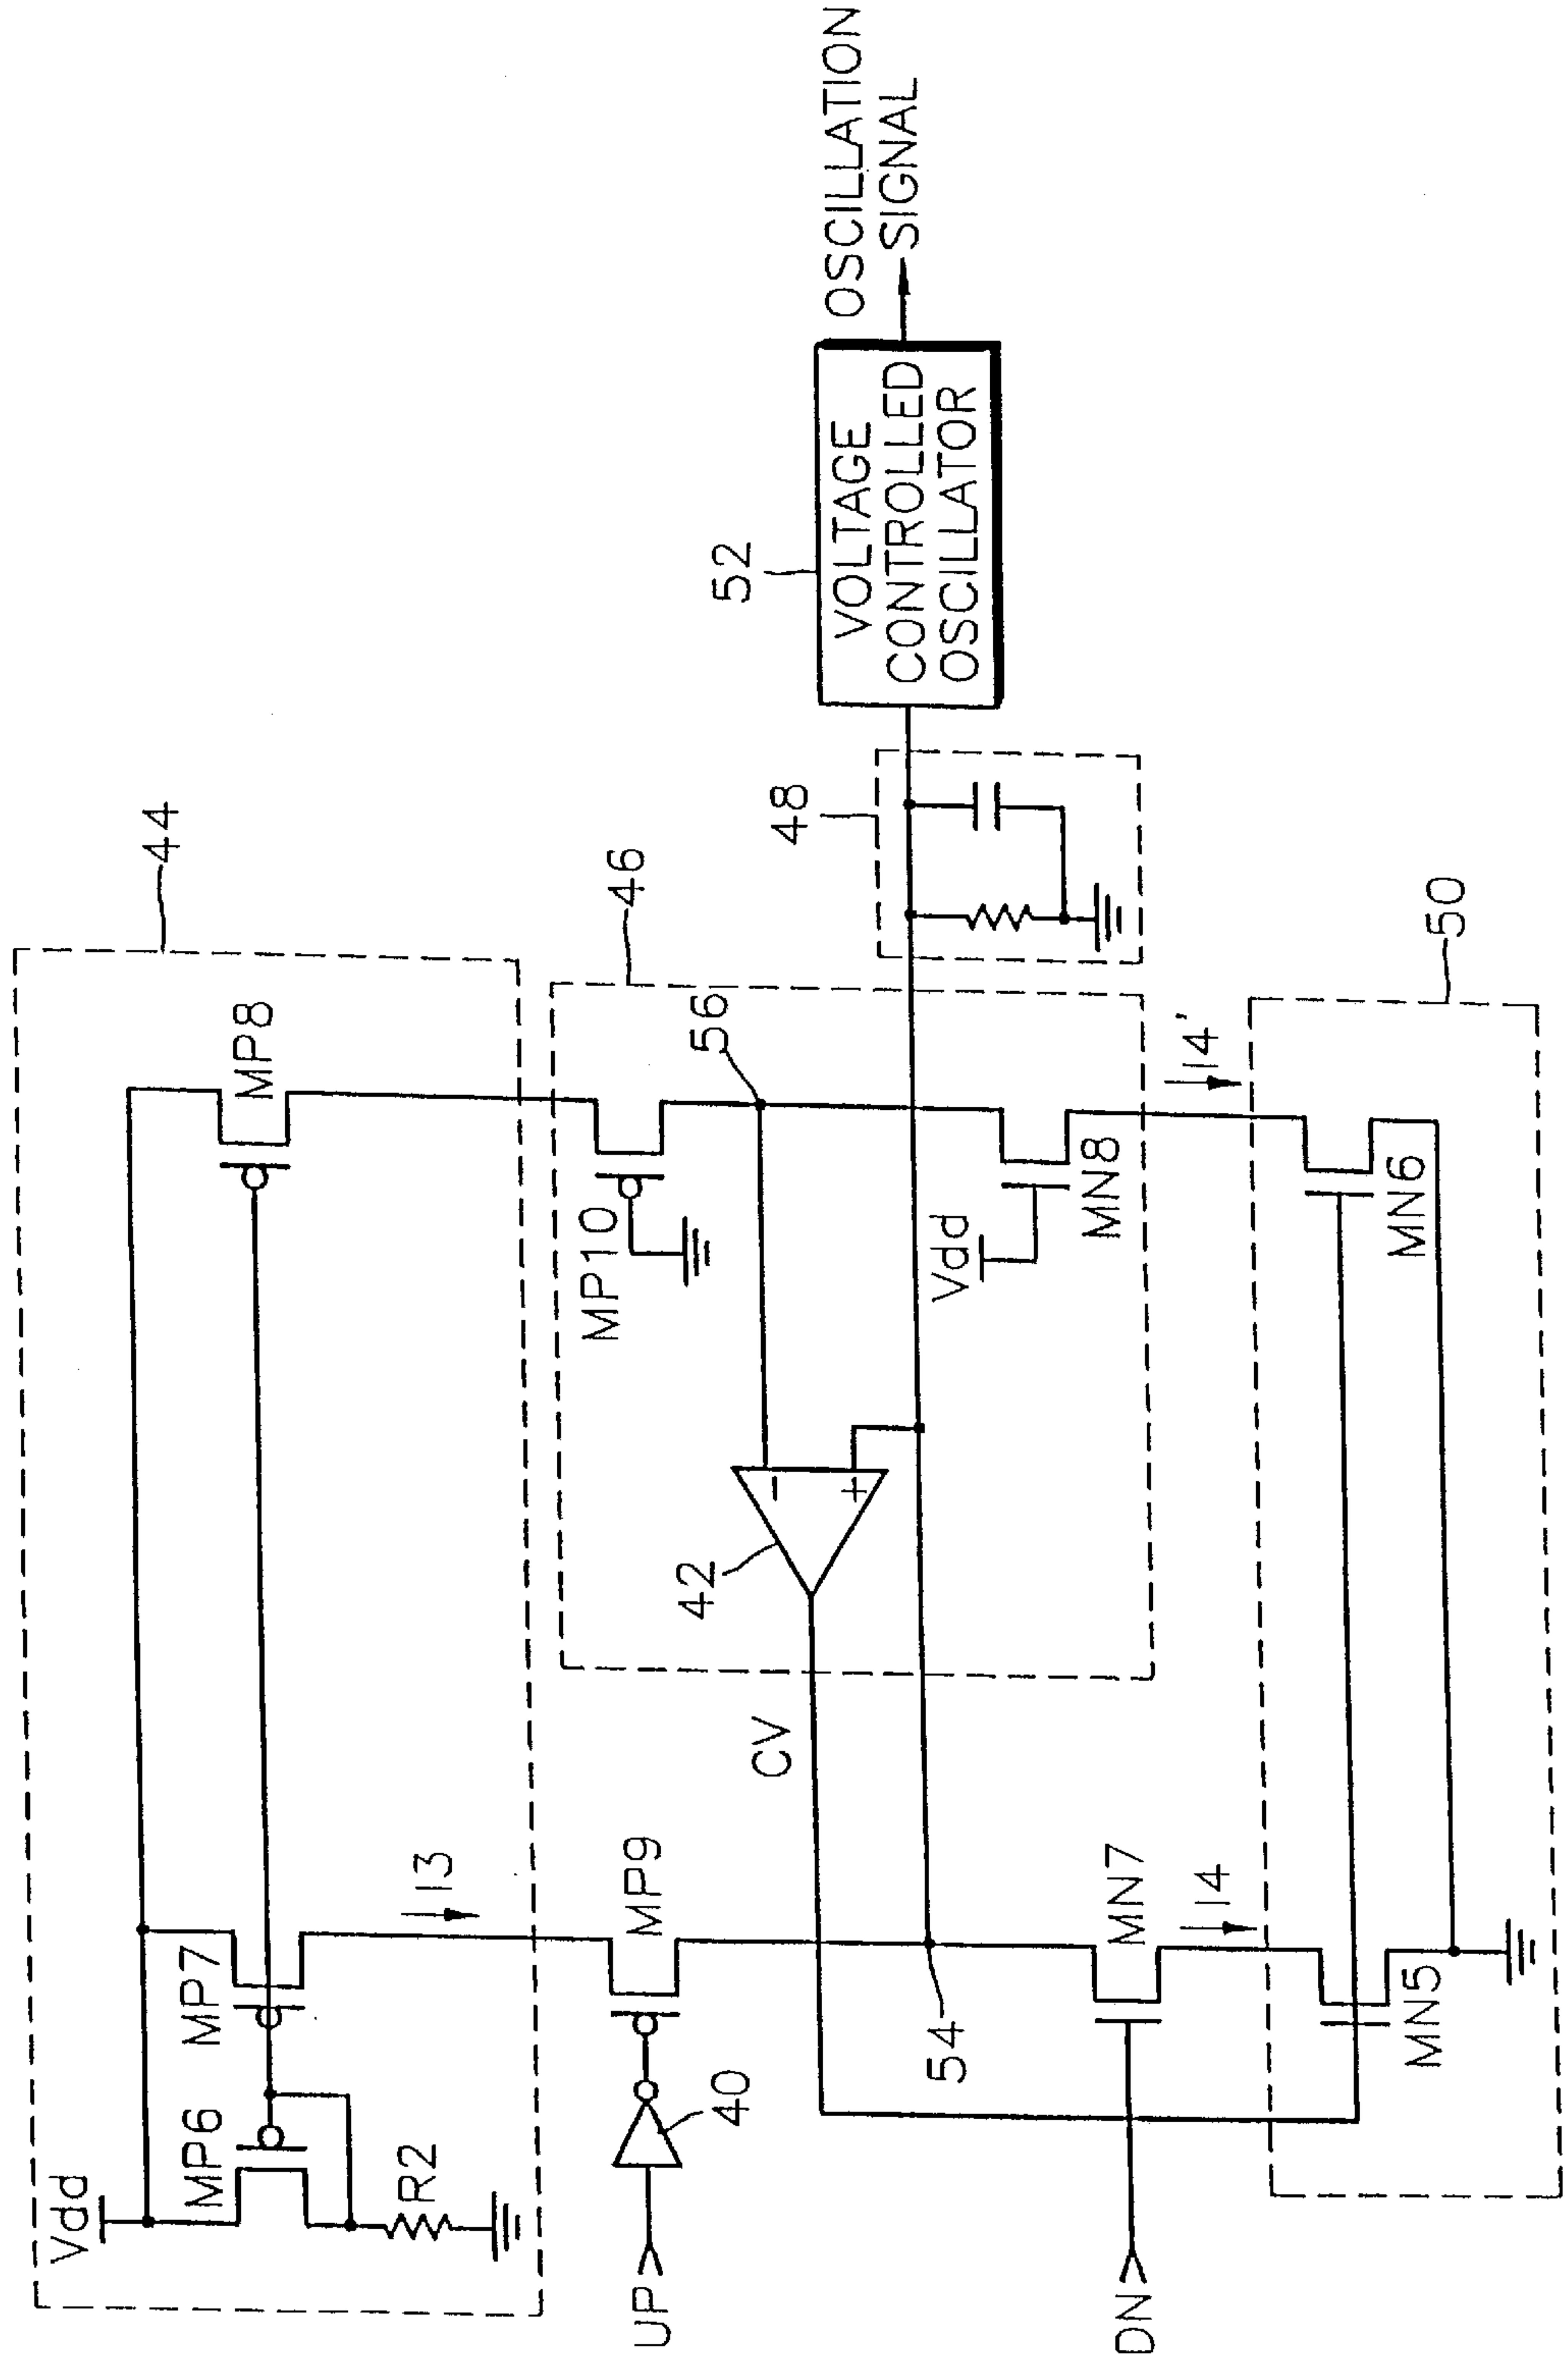 44
Vdd
MP6
MP7
MP8
R2
I3
UP
40
MP9
46
MP10
56
42
CV
48
52
VOLTAGE
CONTROLLED
OSCILLATOR
OSCILLATION
SIGNAL
Vdd
MN8
54
DN
MN7
I4
I4'
50
MN5
MN6